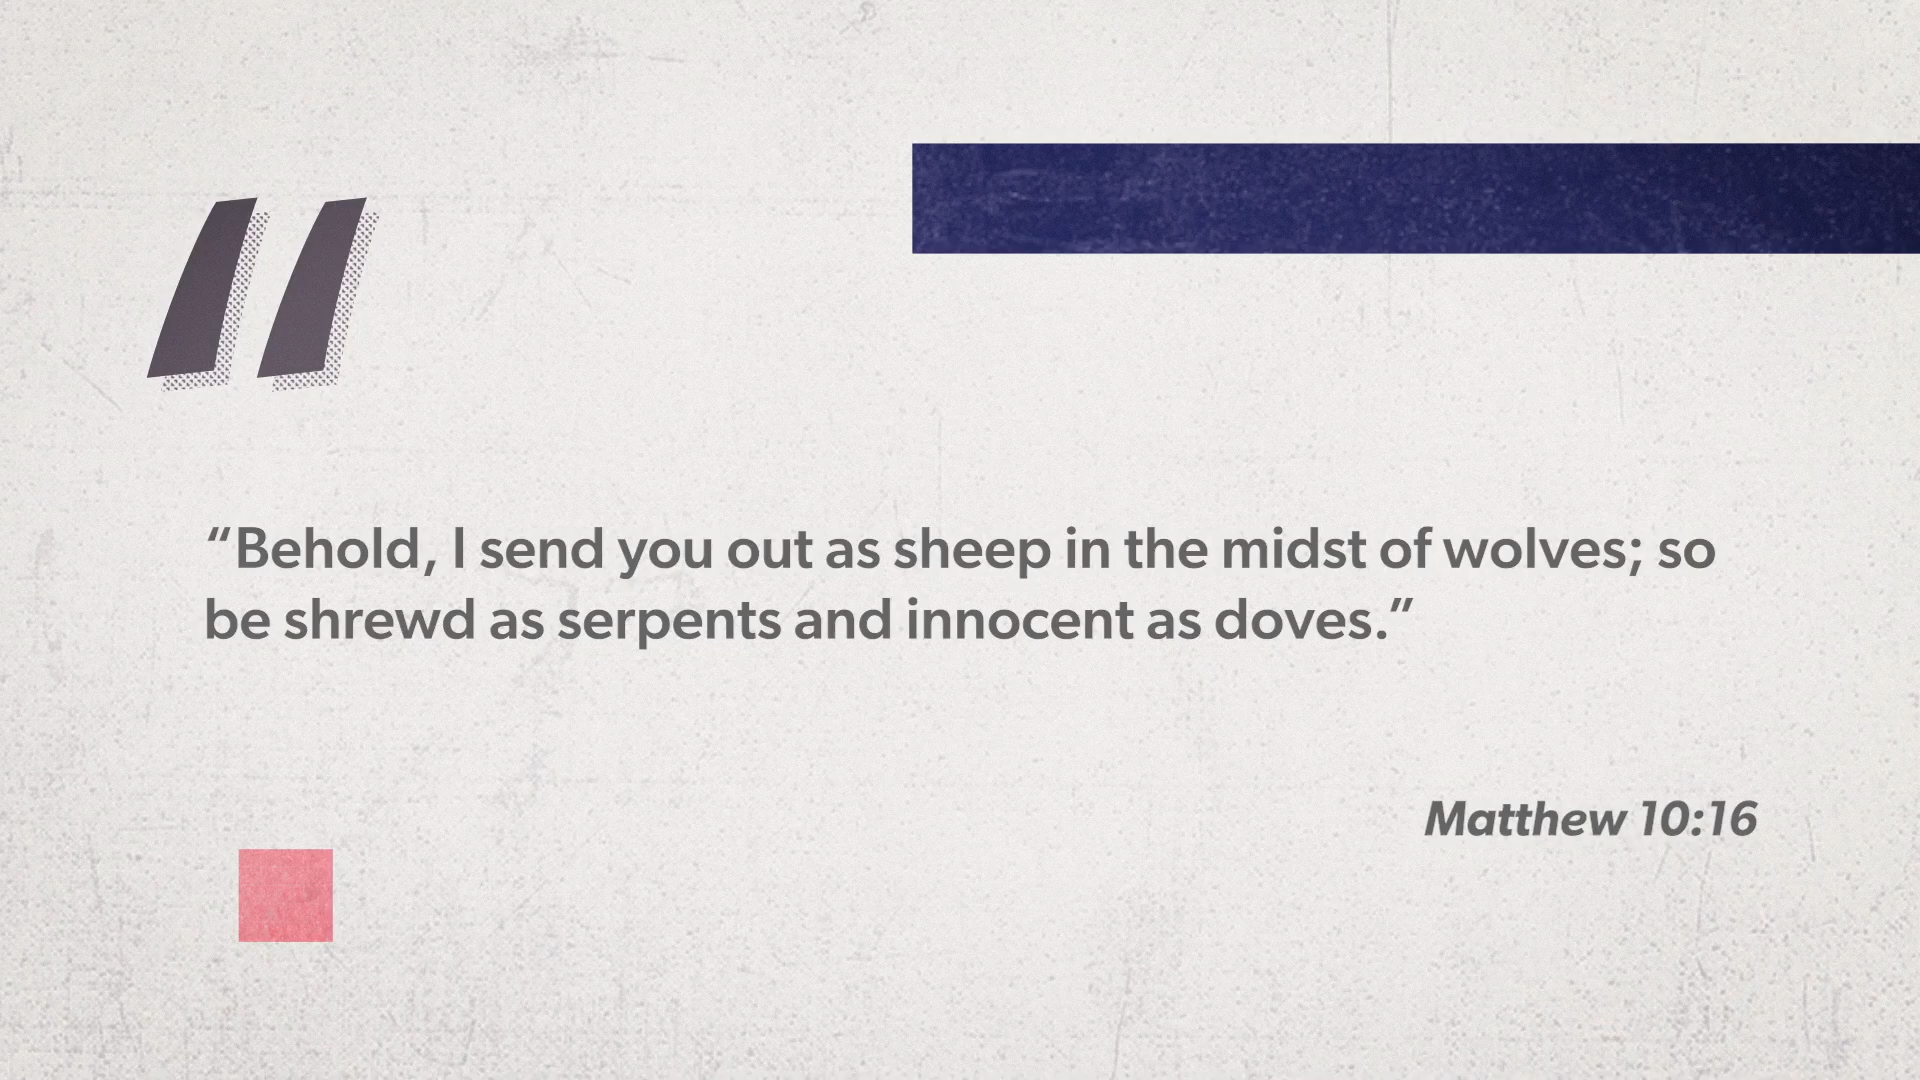 “Behold, I send you out as sheep in the midst of wolves; so
be shrewd as serpents and innocent as doves.”
Matthew 10:16